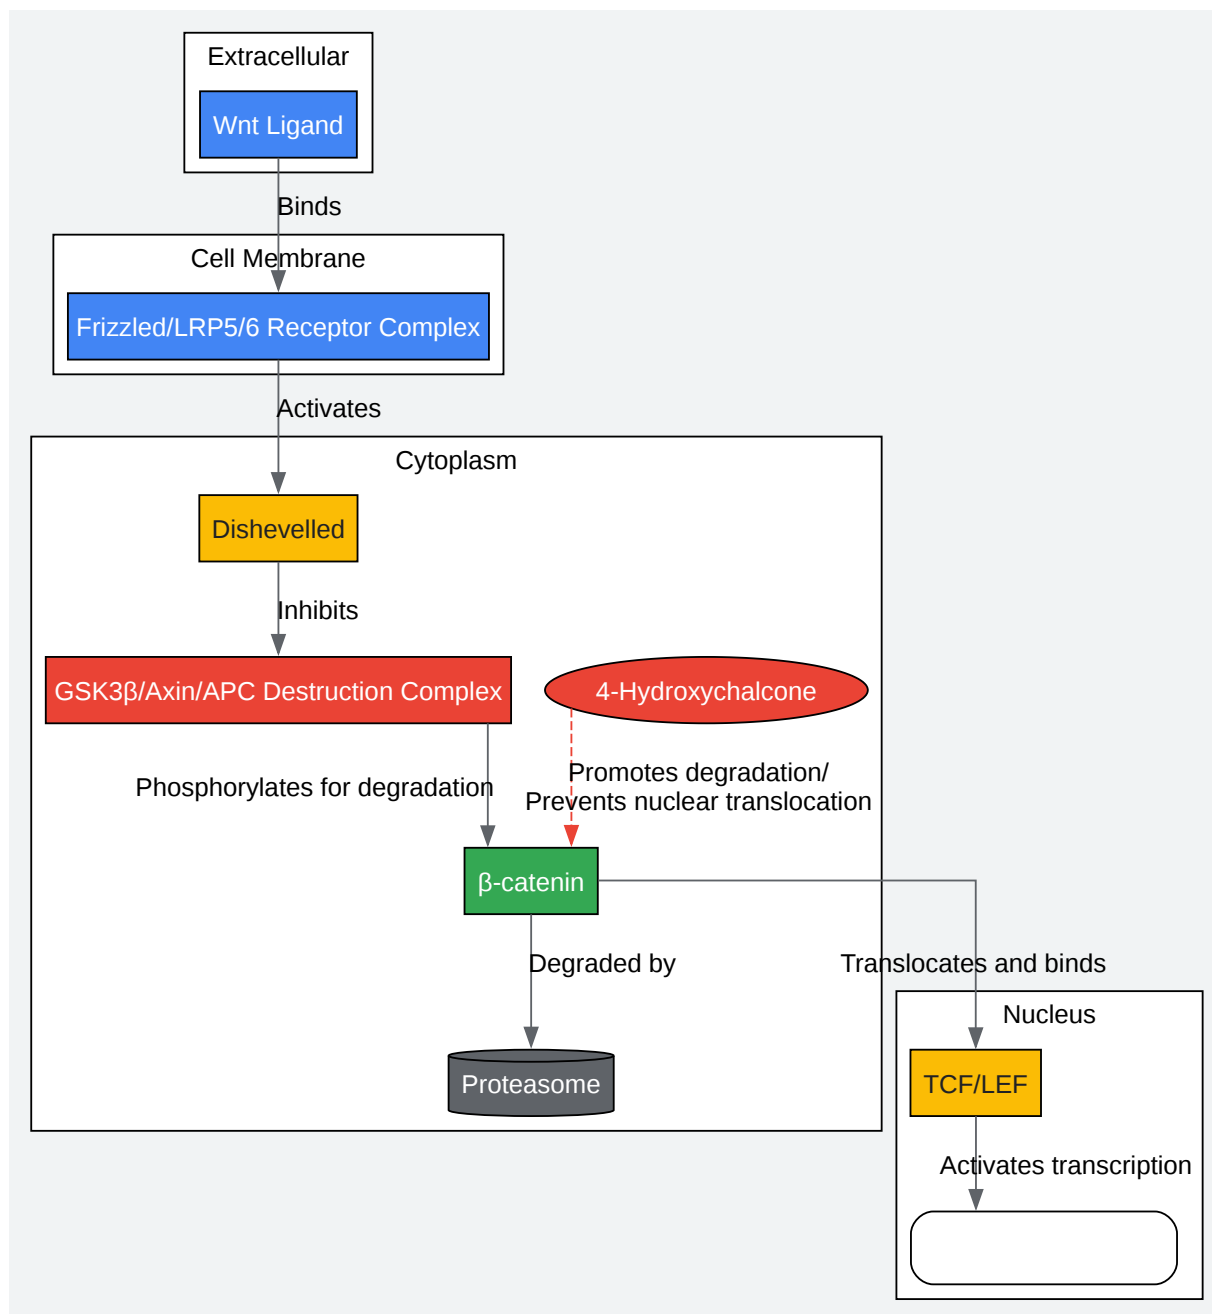 Extracellular
Wnt Ligand
Binds
Cell Membrane
Frizzled/LRP5/6 Receptor Complex
Activates
Cytoplasm
Dishevelled
Inhibits
GSK3β/Axin/APC Destruction Complex
4-Hydroxychalcone
Phosphorylates for degradation
Promotes degradation/
Prevents nuclear translocation
β-catenin
Degraded by
Translocates and binds
Nucleus
Proteasome
TCF/LEF
Activates transcription